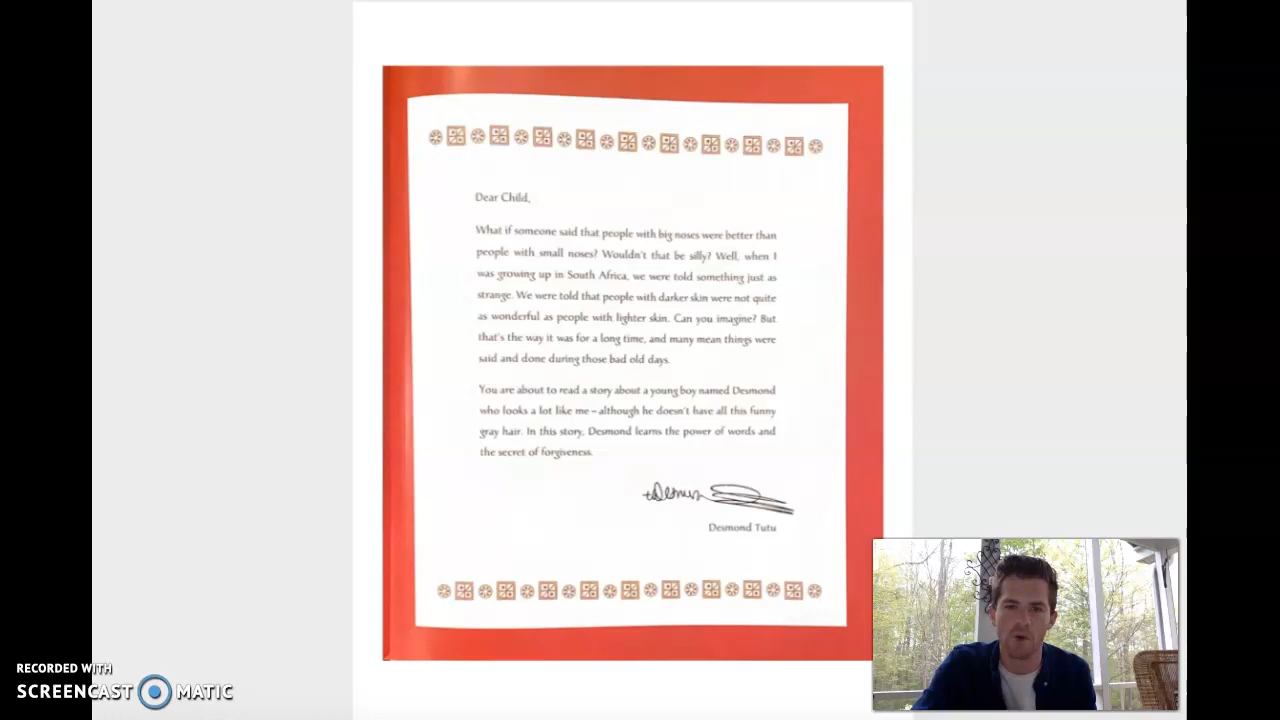 Dear Child,
What if someone said that people with big noses were better than
people with small noses? Wouldn't that be silly? Well, when I
was growing up in South Africa, we were told something just as
strange. We were told that people with darker skin were not quite
as wonderful as people with lighter skin. Can you imagine? But
that's the way it was for a long time, and many mean things were
said and done during those bad old days.
You are about to read a story about a young boy named Desmond
who looks a lot like me – although he doesn't have all this funny
gray hair. In this story, Desmond learns the power of words and
the secret of forgiveness.
Desmond Tutu
RECORDED WITH
SCREENCAST MATIC